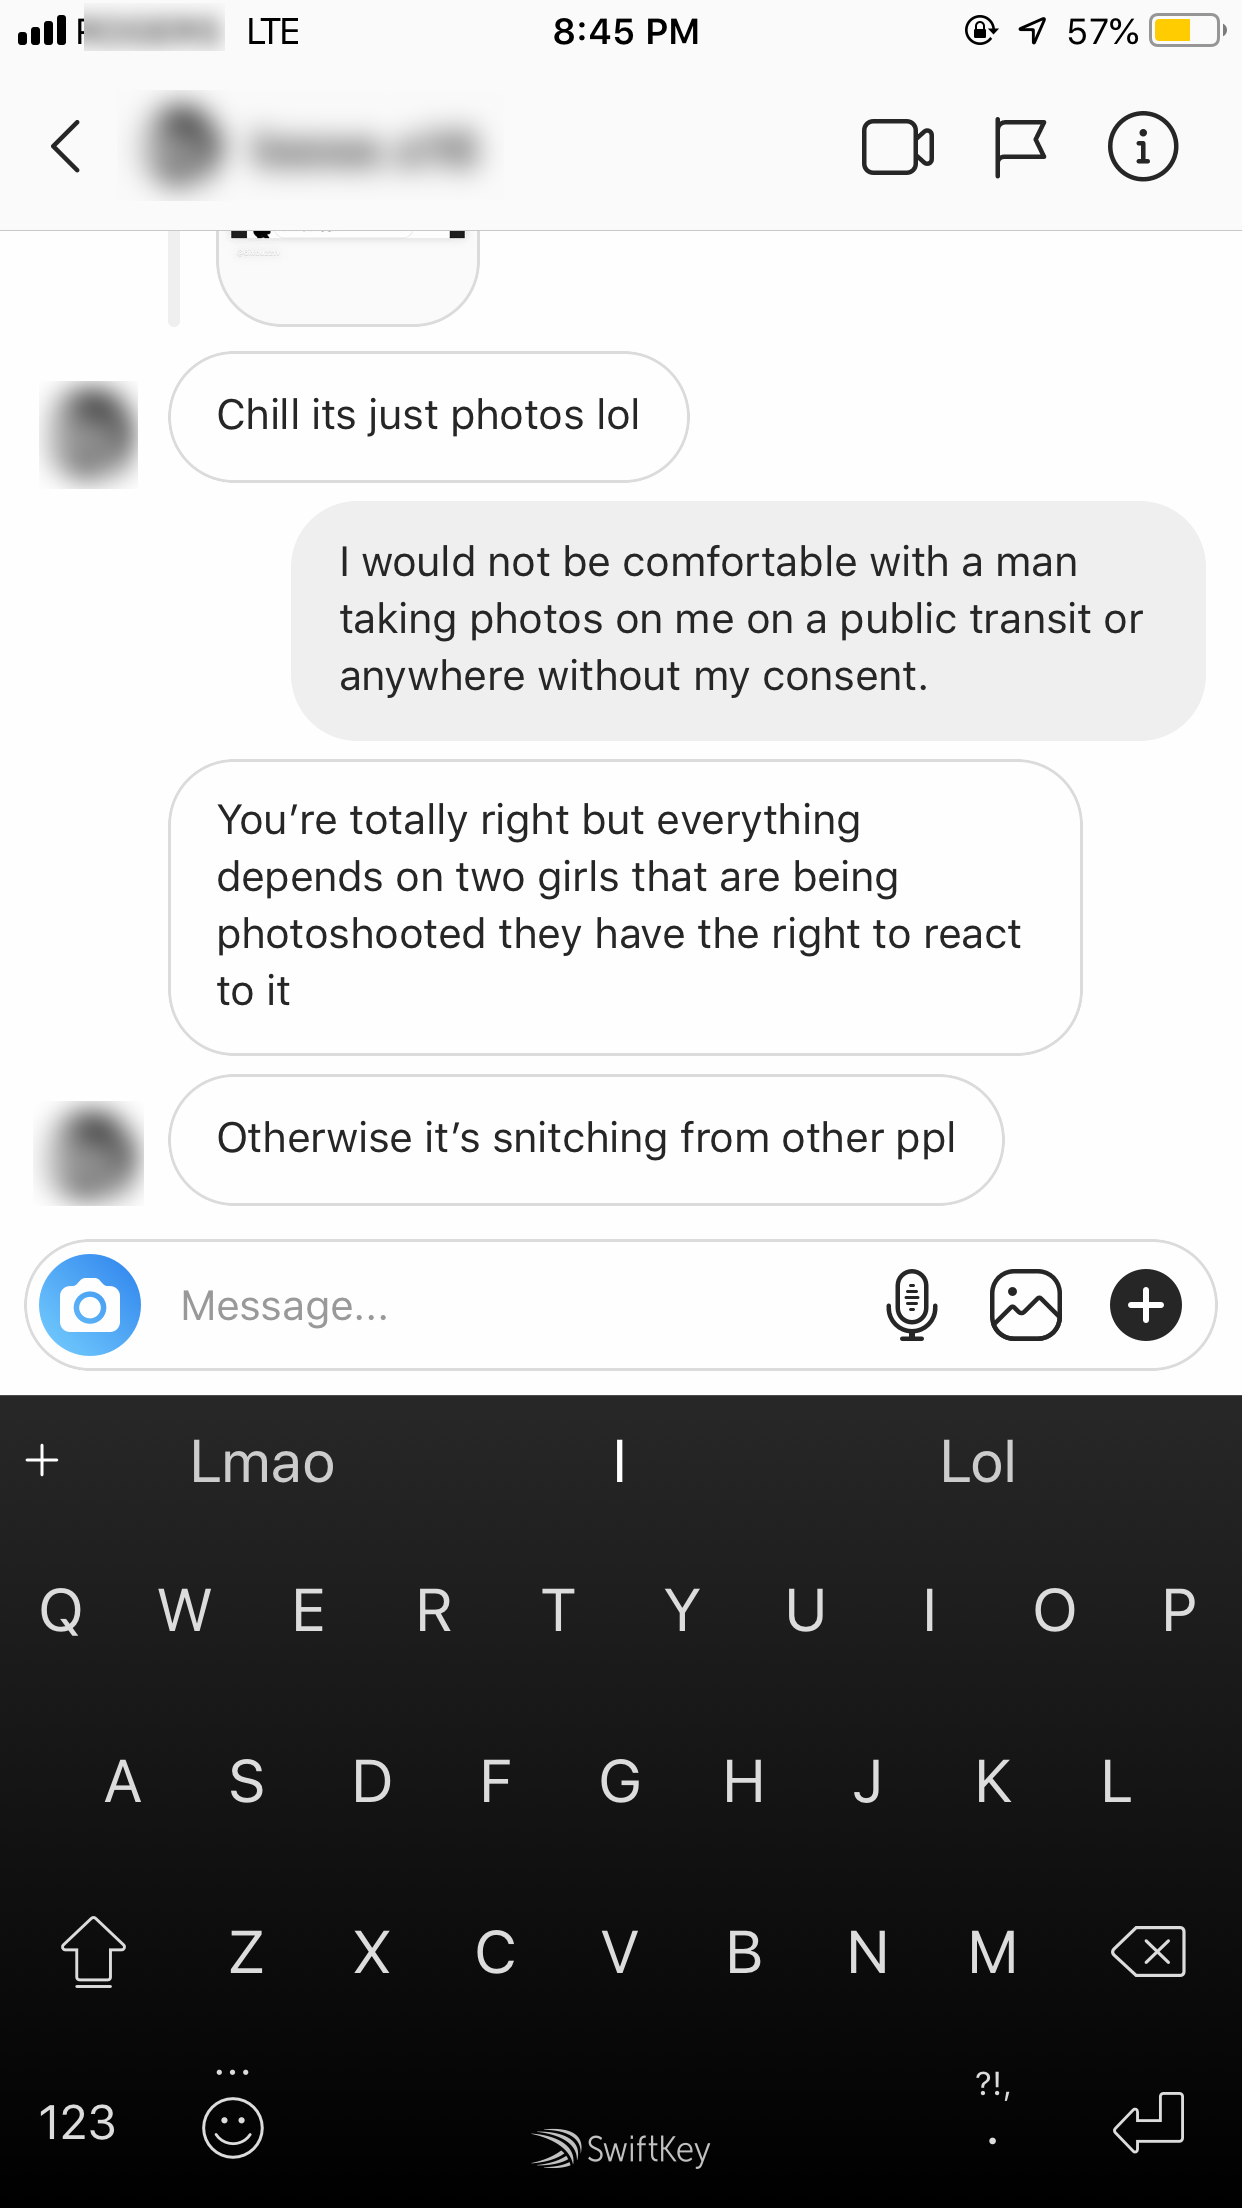 LTE 8:45 PM 57%
Chill its just photos lol
I would not be comfortable with a man
taking photos on me on a public transit or
anywhere without my consent.
You’re totally right but everything
depends on two girls that are being
photoshooted they have the right to react
to it
Otherwise it’s snitching from other ppl
Message...
Lmao I Lol
Q W E R T Y U I O P
A S D F G H J K L
Z X C V B N M
?!,
123 SwiftKey .